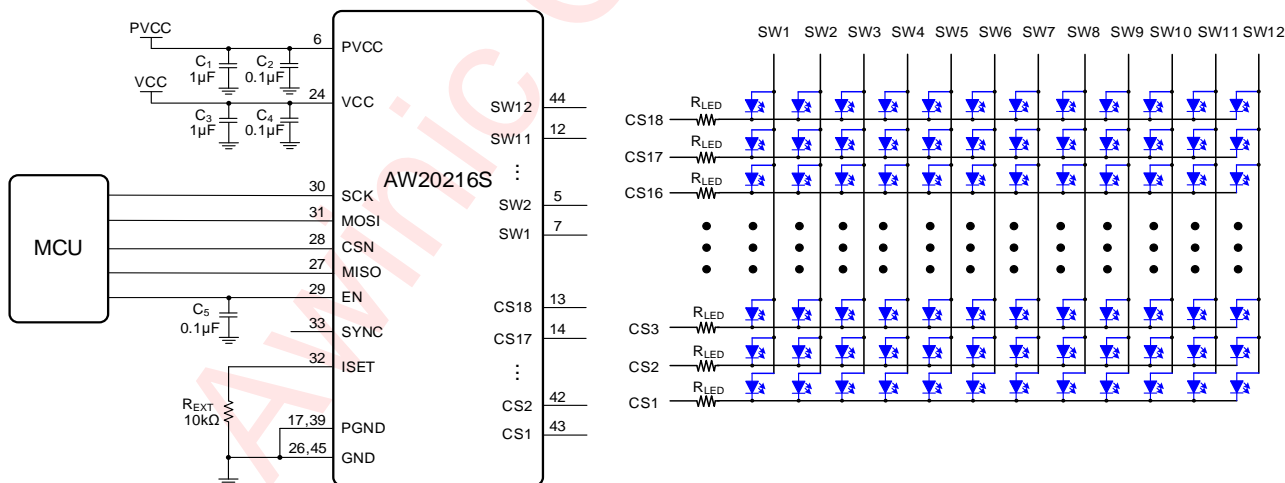 SW1 SW2 SW3 SW4 SW5 SW6 SW7 SW8 SW9 SW10 SW11 SW12
PVCC
6
PVCC
C1
1µF
C2
0.1µF
VCC
24
VCC
C3
1µF
C4
0.1µF
SW12
44
SW11
12
AW20216S
SW2
5
SW1
7
MCU
30
SCK
31
MOSI
28
CSN
27
MISO
29
EN
C5
0.1µF
33
SYNC
32
ISET
REXT
10kΩ
17,39
PGND
26,45
GND
CS18
13
CS17
14
CS2
42
CS1
43
RLED
CS18
RLED
CS17
RLED
CS16
RLED
CS3
RLED
CS2
RLED
CS1